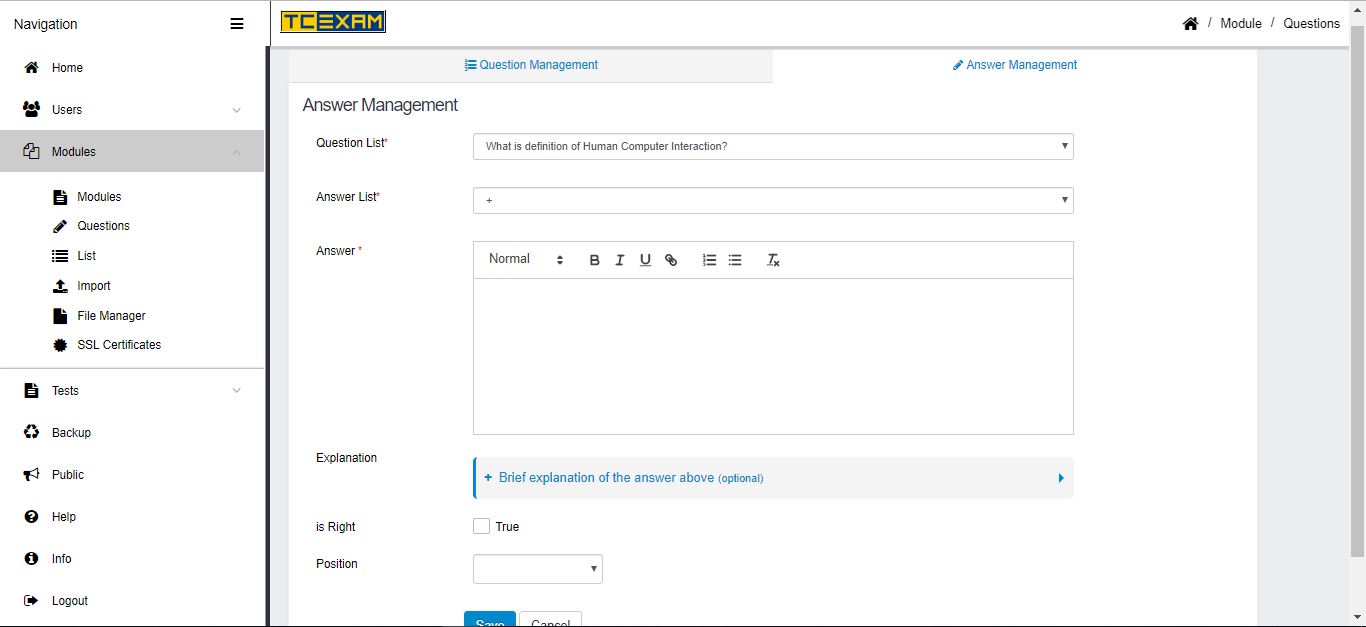 Navigation
TCEXAM
/ Module / Questions
Home
Users
Modules
Modules
Questions
List
Import
File Manager
SSL Certificates
Tests
Backup
Public
Help
Info
Logout
Question Management
Answer Management
Answer Management
Question List*
What is definition of Human Computer Interaction?
Answer List*
+
Answer *
Normal
B I U
Explanation
+ Brief explanation of the answer above (optional)
is Right
True
Position
Save
Cancel